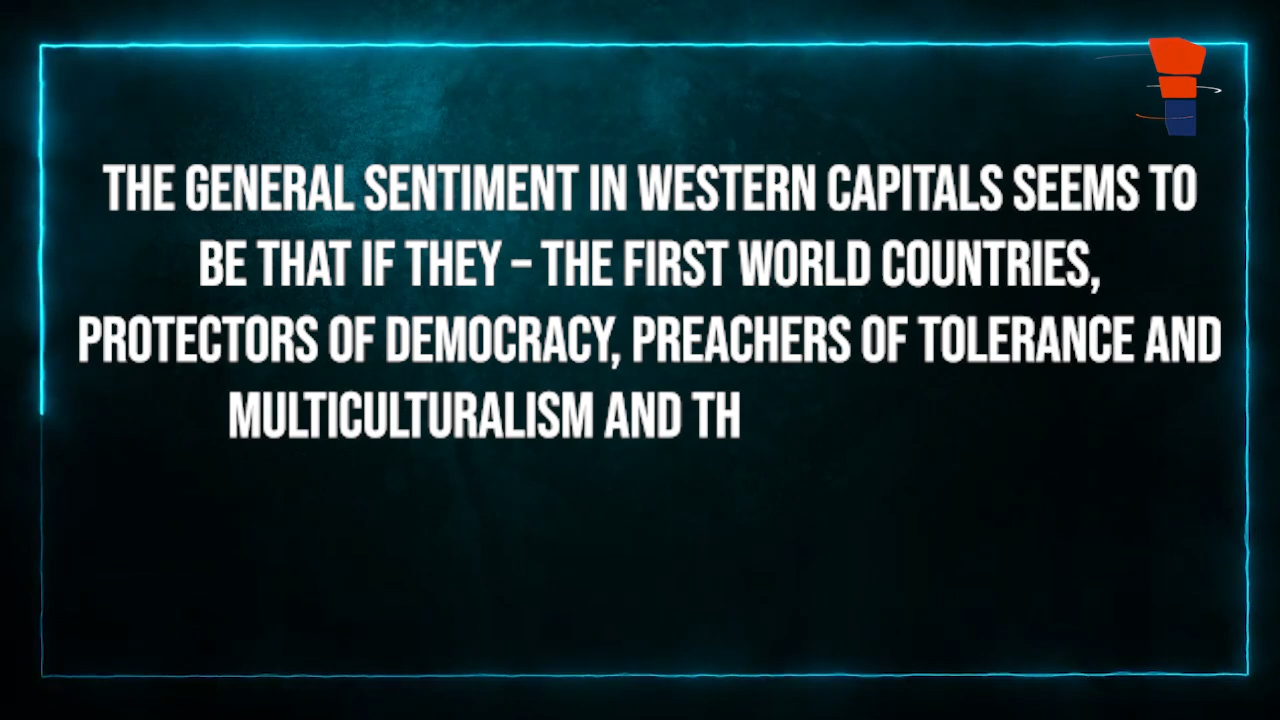 THE GENERAL SENTIMENT IN WESTERN CAPITALS SEEMS TO
BE THAT IF THEY – THE FIRST WORLD COUNTRIES,
PROTECTORS OF DEMOCRACY, PREACHERS OF TOLERANCE AND
MULTICULTURALISM AND TH